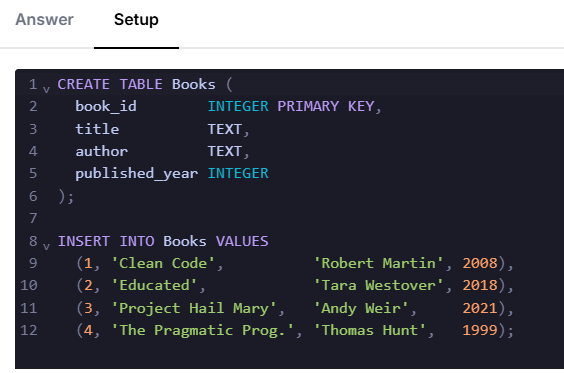 Answer Setup
1 CREATE TABLE Books (
2   book_id        INTEGER PRIMARY KEY,
3   title          TEXT,
4   author         TEXT,
5   published_year INTEGER
6 );
7
8 INSERT INTO Books VALUES
9   (1, 'Clean Code',          'Robert Martin', 2008),
10   (2, 'Educated',            'Tara Westover', 2018),
11   (3, 'Project Hail Mary',   'Andy Weir',     2021),
12   (4, 'The Pragmatic Prog.', 'Thomas Hunt',   1999);